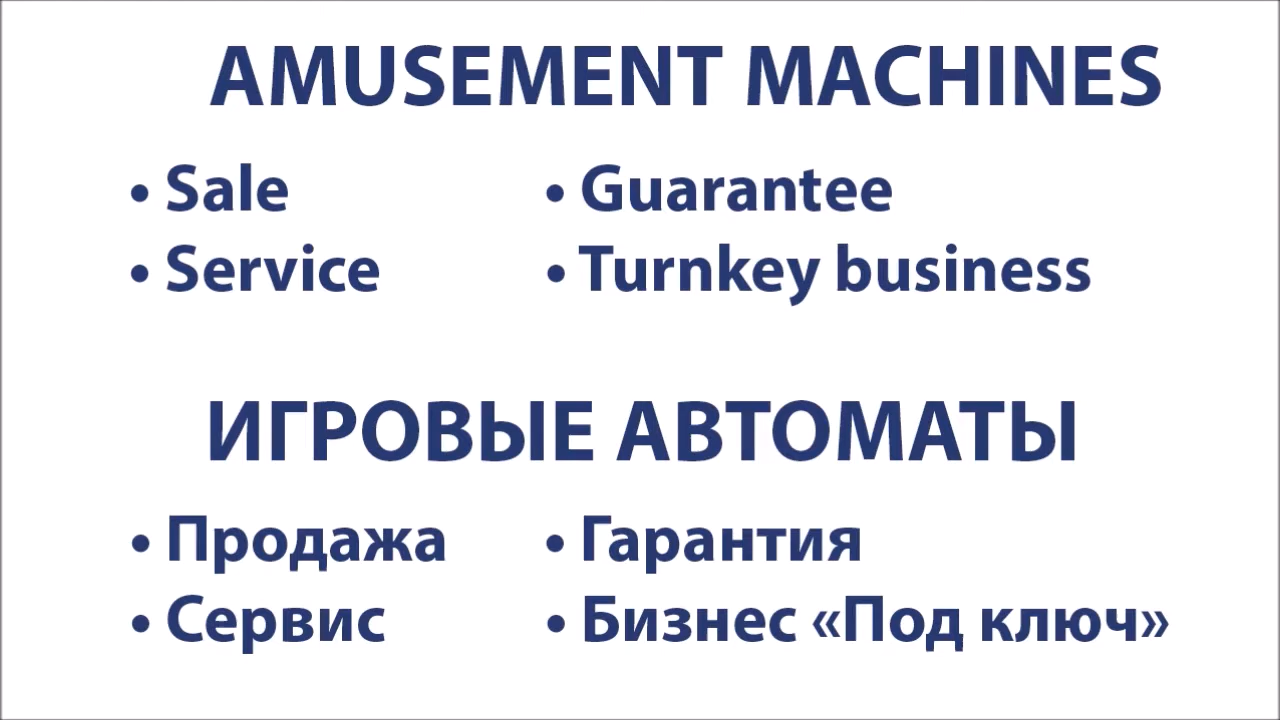 AMUSEMENT MACHINES
• Sale • Guarantee
• Service • Turnkey business
ИГРОВЫЕ АВТОМАТЫ
• Продажа • Гарантия
• Сервис • Бизнес «Под ключ»